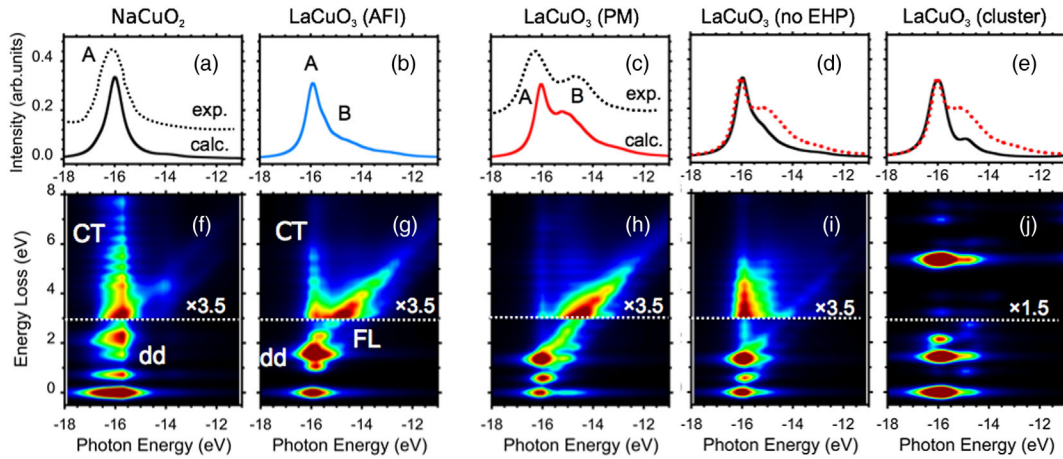 NaCuO₂ LaCuO₃ (AFI) LaCuO₃ (PM) LaCuO₃ (no EHP) LaCuO₃ (cluster)
Intensity (arb.units)
0.4
0.2
0.0
A (a) exp. calc.
A B (b)
A B (c) exp. calc.
(d)
(e)
-18 -16 -14 -12 -18 -16 -14 -12 -18 -16 -14 -12 -18 -16 -14 -12 -18 -16 -14 -12
Energy Loss (eV)
8
6
4
2
0
CT (f) ×3.5 dd
CT (g) ×3.5 dd FL
(h) ×3.5
(i) ×3.5
(j) ×1.5
-18 -16 -14 -12 -18 -16 -14 -12 -18 -16 -14 -12 -18 -16 -14 -12 -18 -16 -14 -12
Photon Energy (eV) Photon Energy (eV) Photon Energy (eV) Photon Energy (eV) Photon Energy (eV)